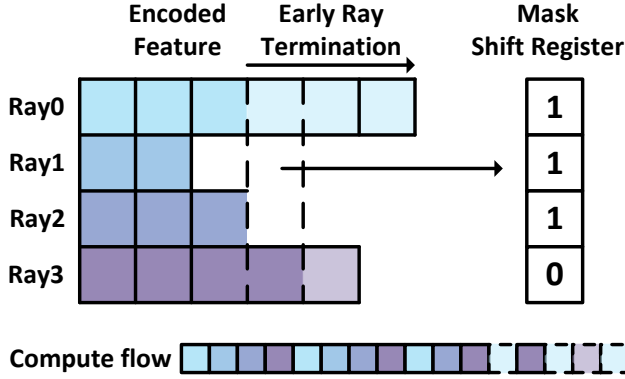 Encoded Feature
Early Ray Termination
Mask Shift Register
Ray0
1
Ray1
1
Ray2
1
Ray3
0
Compute flow